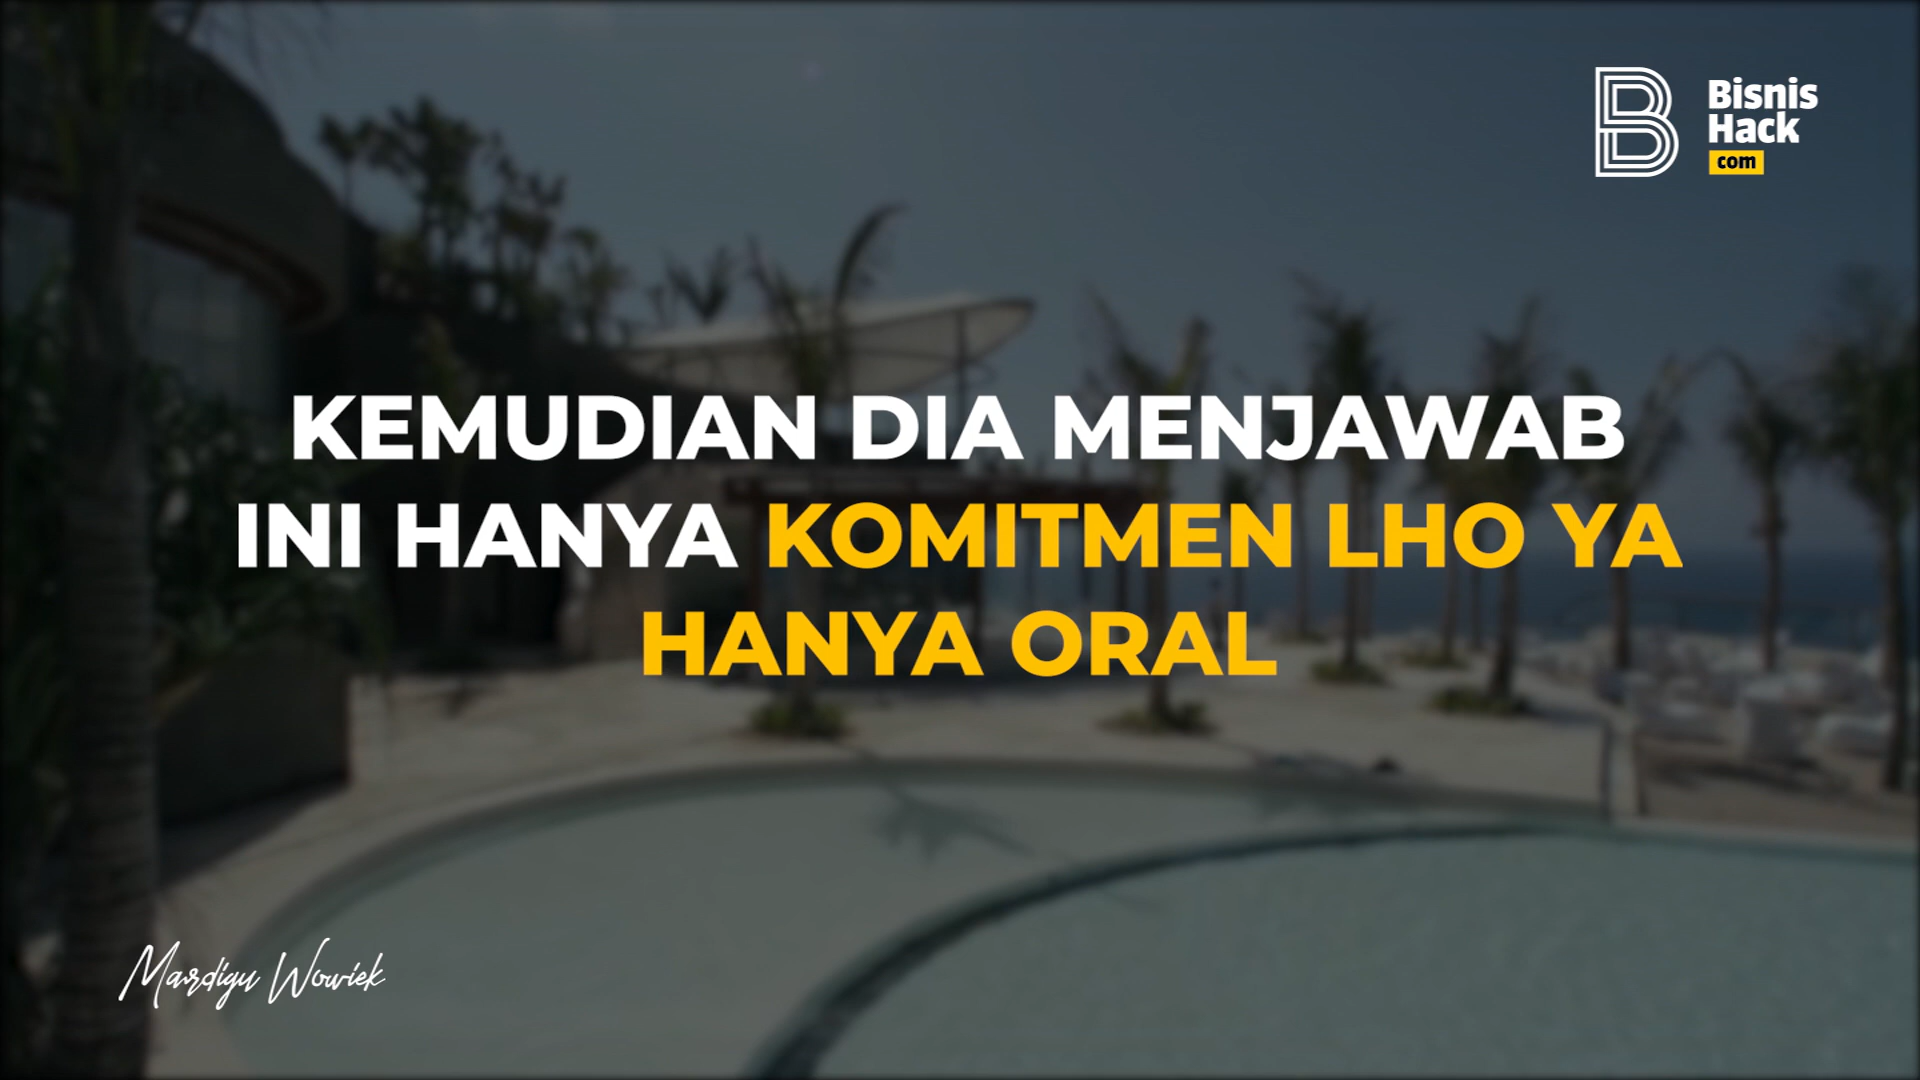 Bisnis
Hack
com
KEMUDIAN DIA MENJAWAB
INI HANYA KOMITMEN LHO YA
HANYA ORAL
Mardigu Wowiek